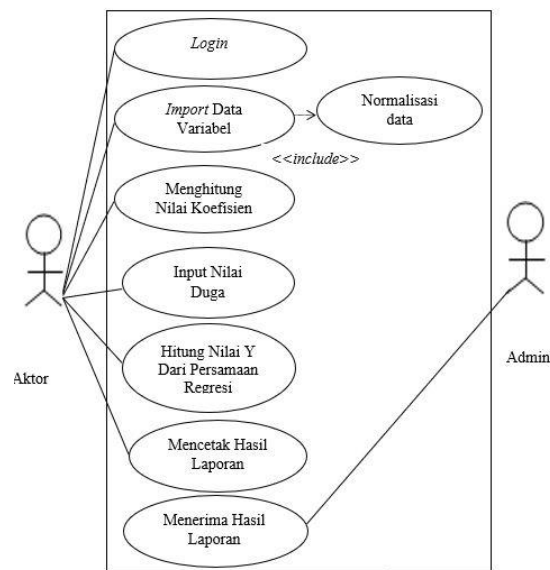 Login
Import Data
Variabel
Normalisasi
data
<<include>>
Menghitung
Nilai Koefisien
Input Nilai
Duga
Hitung Nilai Y
Dari Persamaan
Regresi
Mencetak Hasil
Laporan
Menerima Hasil
Laporan
Aktor
Admin